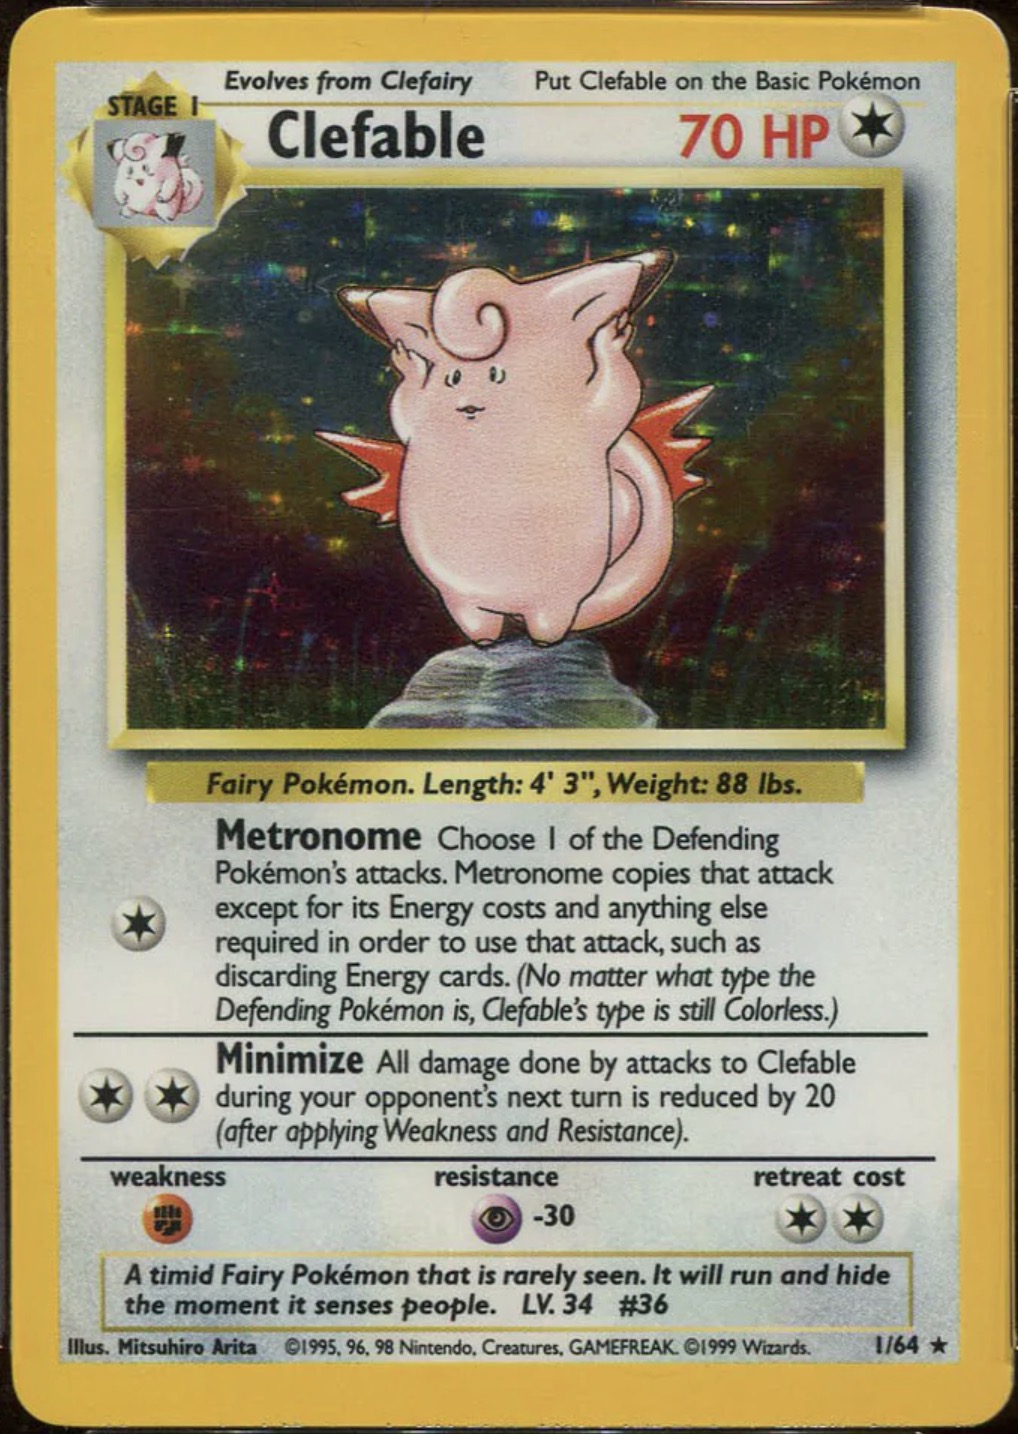 Evolves from Clefairy Put Clefable on the Basic Pokémon
STAGE 1
Clefable 70 HP
Fairy Pokémon. Length: 4' 3", Weight: 88 lbs.
Metronome Choose 1 of the Defending
Pokémon's attacks. Metronome copies that attack
except for its Energy costs and anything else
required in order to use that attack, such as
discarding Energy cards. (No matter what type the
Defending Pokémon is, Clefable's type is still Colorless.)
Minimize All damage done by attacks to Clefable
during your opponent's next turn is reduced by 20
(after applying Weakness and Resistance).
weakness resistance retreat cost
-30
A timid Fairy Pokémon that is rarely seen. It will run and hide
the moment it senses people. LV. 34 #36
Illus. Mitsuhiro Arita ©1995, 96, 98 Nintendo, Creatures, GAMEFREAK. ©1999 Wizards. 1/64 ★